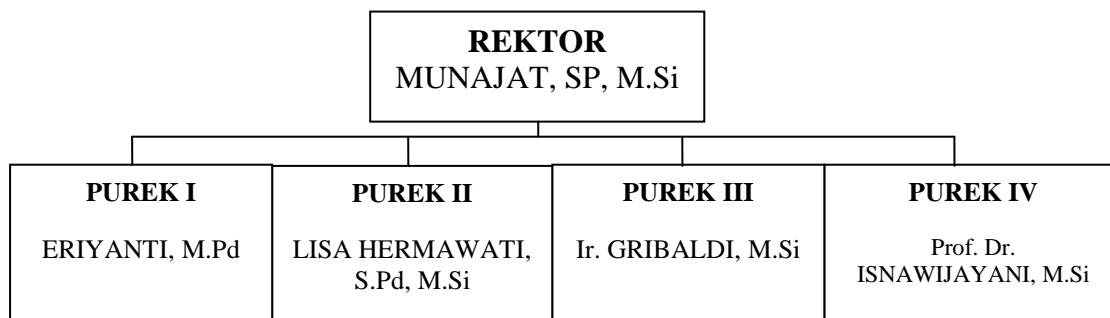 REKTOR
MUNAJAT, SP, M.Si
PUREK I
ERIYANTI, M.Pd
PUREK II
LISA HERMAWATI,
S.Pd, M.Si
PUREK III
Ir. GRIBALDI, M.Si
PUREK IV
Prof. Dr.
ISNAWIJAYANI, M.Si